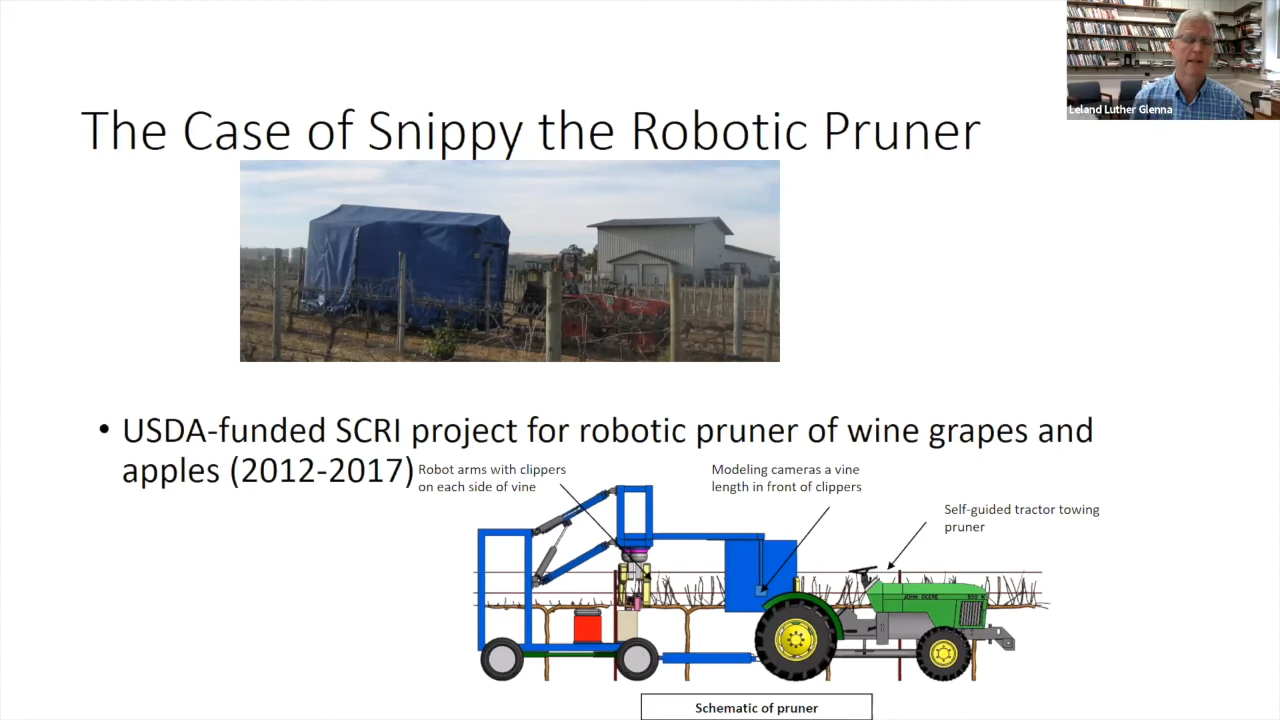 Leland Luther Glenna
The Case of Snippy the Robotic Pruner
• USDA-funded SCRI project for robotic pruner of wine grapes and
apples (2012-2017)
Robot arms with clippers
on each side of vine
Modeling cameras a vine
length in front of clippers
Self-guided tractor towing
pruner
JOHN DEERE
Schematic of pruner